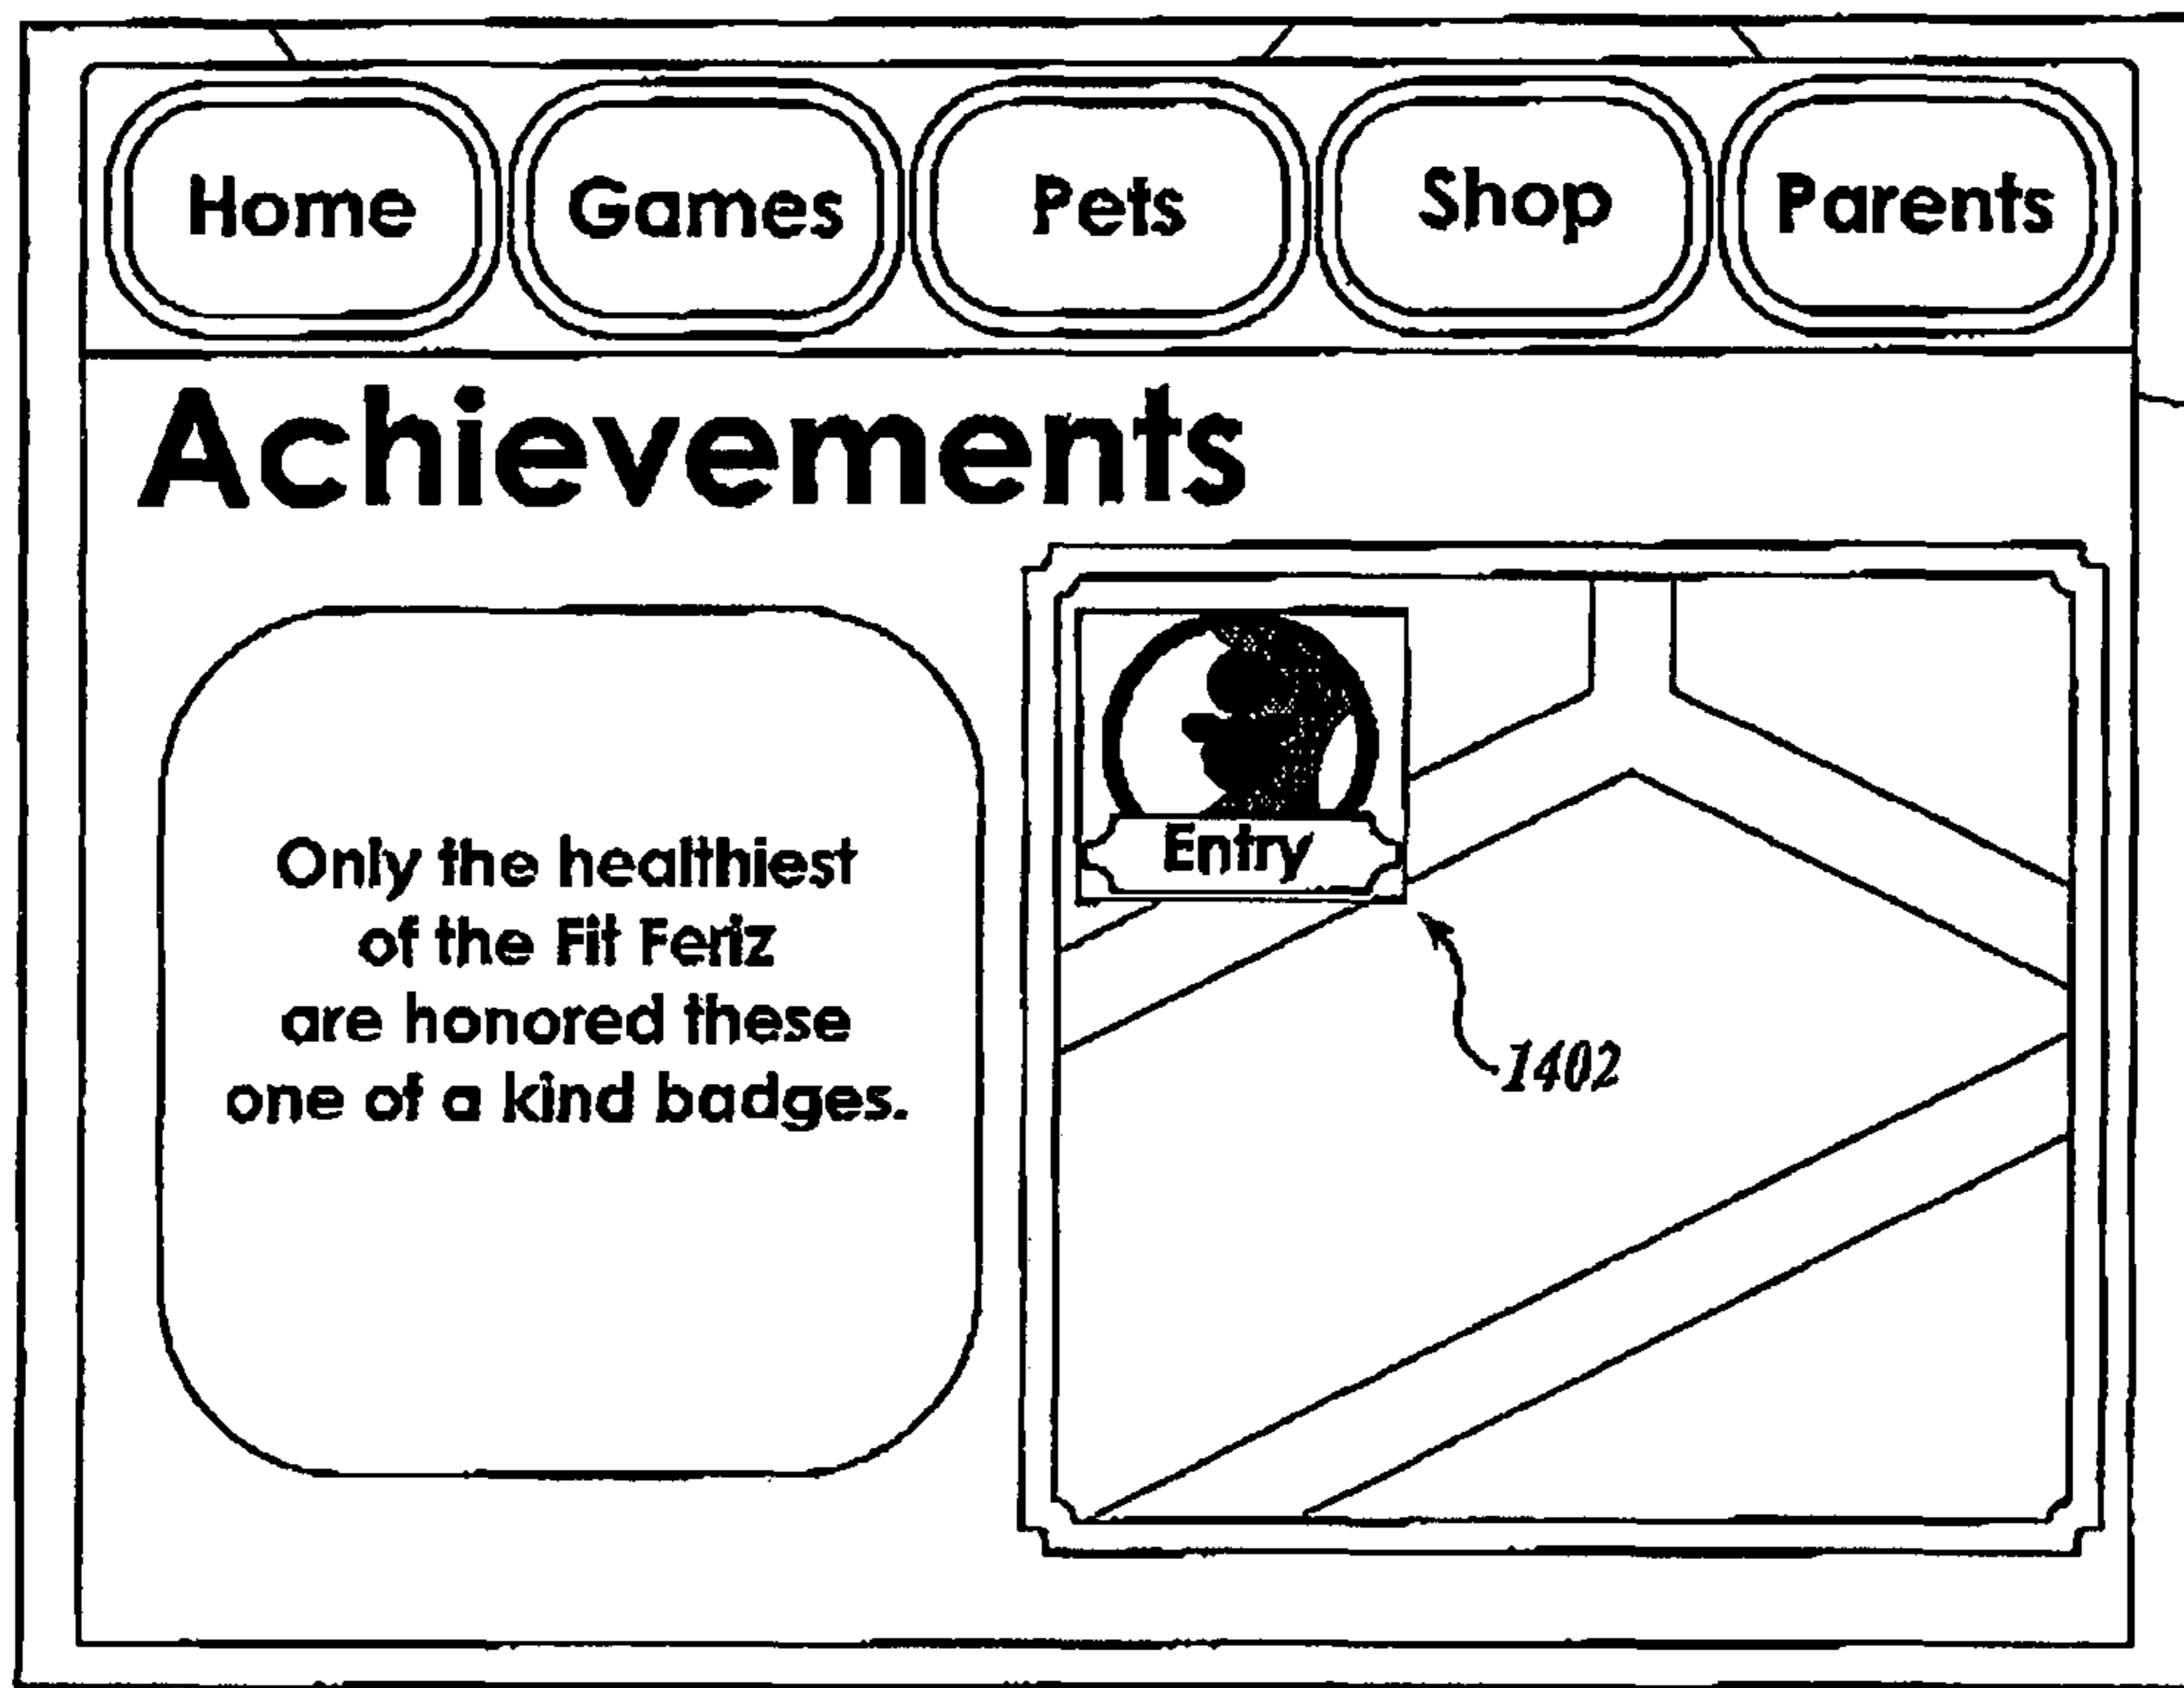 Home
Games
Pets
Shop
Parents
Achievements
Only the healthiest
of the Fit Feriz
are honored these
one of a kind badges.
Entry
1402